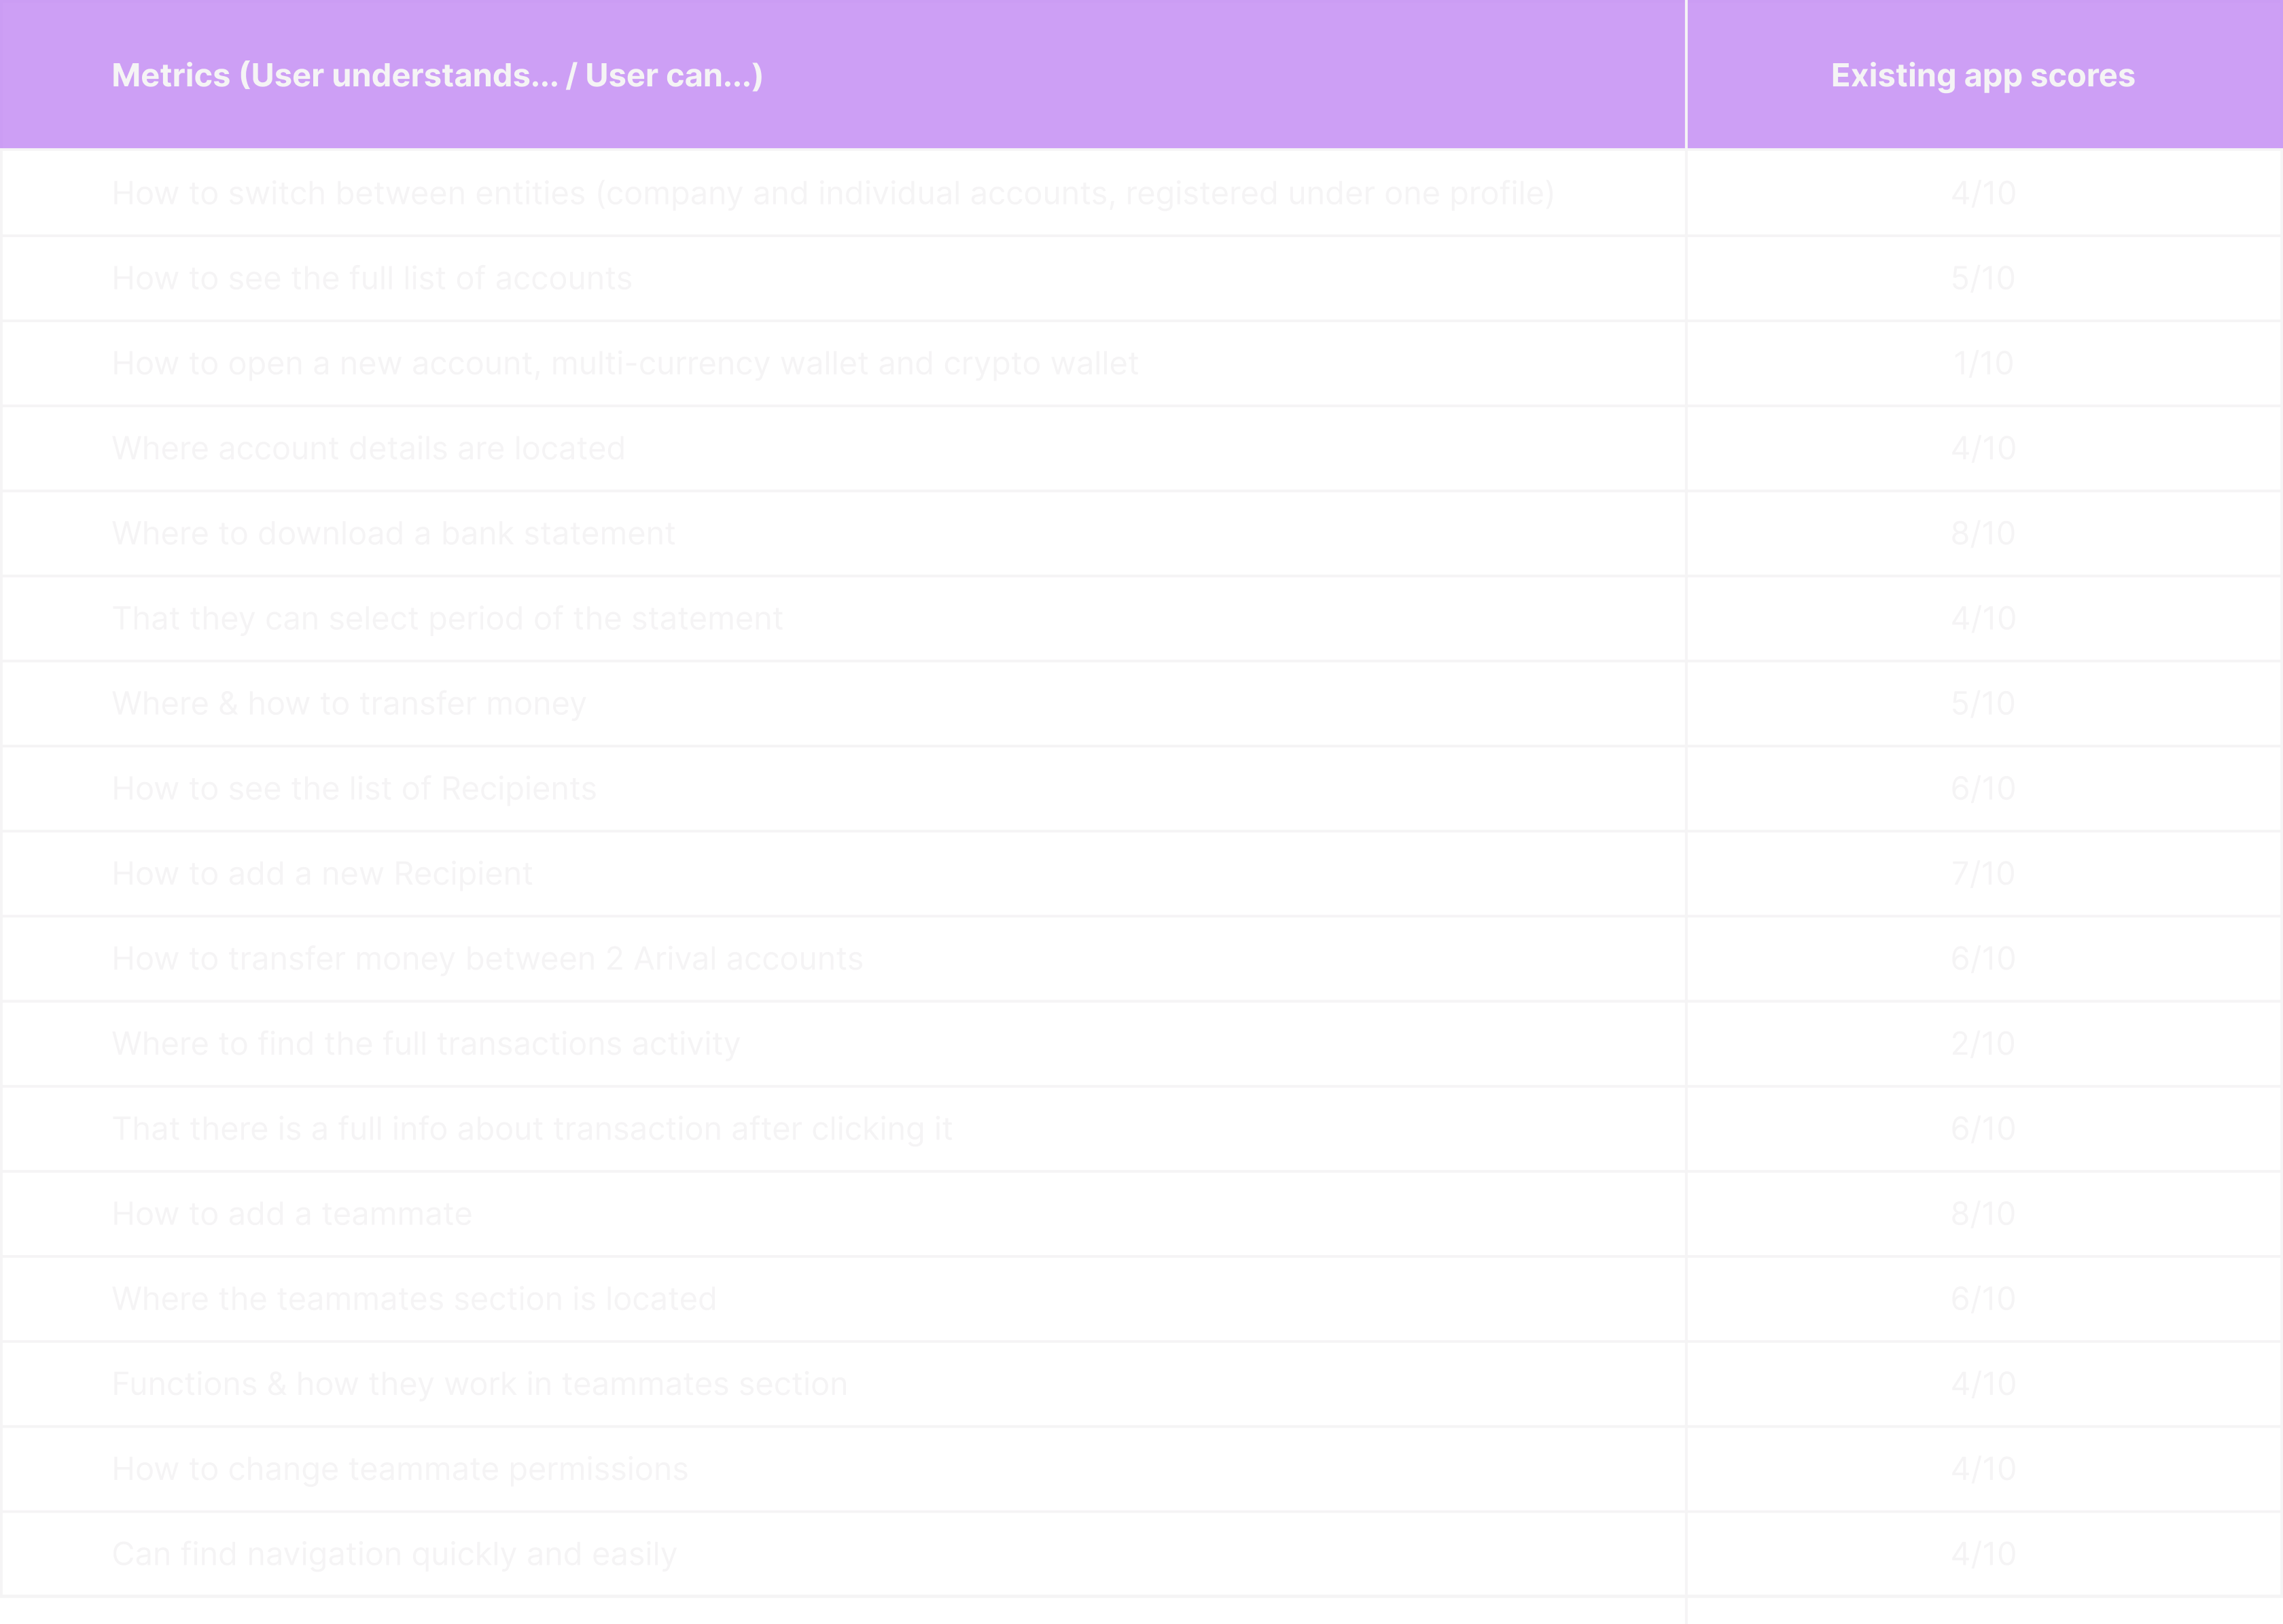 Metrics (User understands... / User can...) Existing app scores
How to switch between entities (company and individual accounts, registered under one profile) 4/10
How to see the full list of accounts 5/10
How to open a new account, multi-currency wallet and crypto wallet 1/10
Where account details are located 4/10
Where to download a bank statement 8/10
That they can select period of the statement 4/10
Where & how to transfer money 5/10
How to see the list of Recipients 6/10
How to add a new Recipient 7/10
How to transfer money between 2 Arival accounts 6/10
Where to find the full transactions activity 2/10
That there is a full info about transaction after clicking it 6/10
How to add a teammate 8/10
Where the teammates section is located 6/10
Functions & how they work in teammates section 4/10
How to change teammate permissions 4/10
Can find navigation quickly and easily 4/10